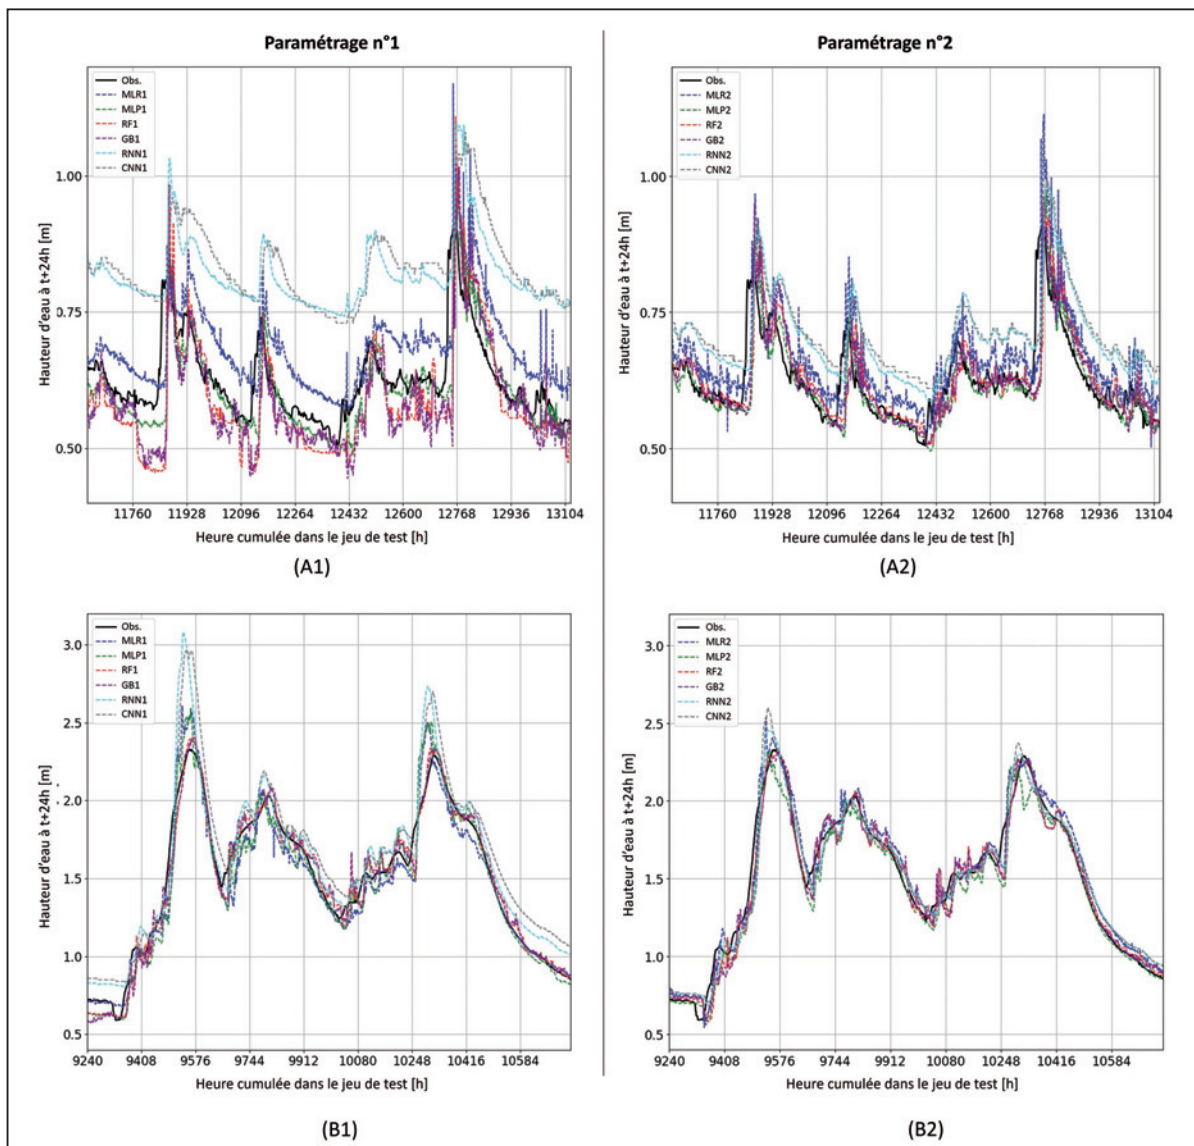 Paramétrage n°1
Paramétrage n°2
Hauteur d'eau à t+24h [m]
1.00
0.75
0.50
Obs.
MLR1
MLP1
RF1
GB1
RNN1
CNN1
11760 11928 12096 12264 12432 12600 12768 12936 13104
Heure cumulée dans le jeu de test [h]
(A1)
Hauteur d'eau à t+24h [m]
1.00
0.75
0.50
Obs.
MLR2
MLP2
RF2
GB2
RNN2
CNN2
11760 11928 12096 12264 12432 12600 12768 12936 13104
Heure cumulée dans le jeu de test [h]
(A2)
Hauteur d'eau à t+24h [m]
3.0
2.5
2.0
1.5
1.0
0.5
Obs.
MLR1
MLP1
RF1
GB1
RNN1
CNN1
9240 9408 9576 9744 9912 10080 10248 10416 10584
Heure cumulée dans le jeu de test [h]
(B1)
Hauteur d'eau à t+24h [m]
3.0
2.5
2.0
1.5
1.0
0.5
Obs.
MLR2
MLP2
RF2
GB2
RNN2
CNN2
9240 9408 9576 9744 9912 10080 10248 10416 10584
Heure cumulée dans le jeu de test [h]
(B2)